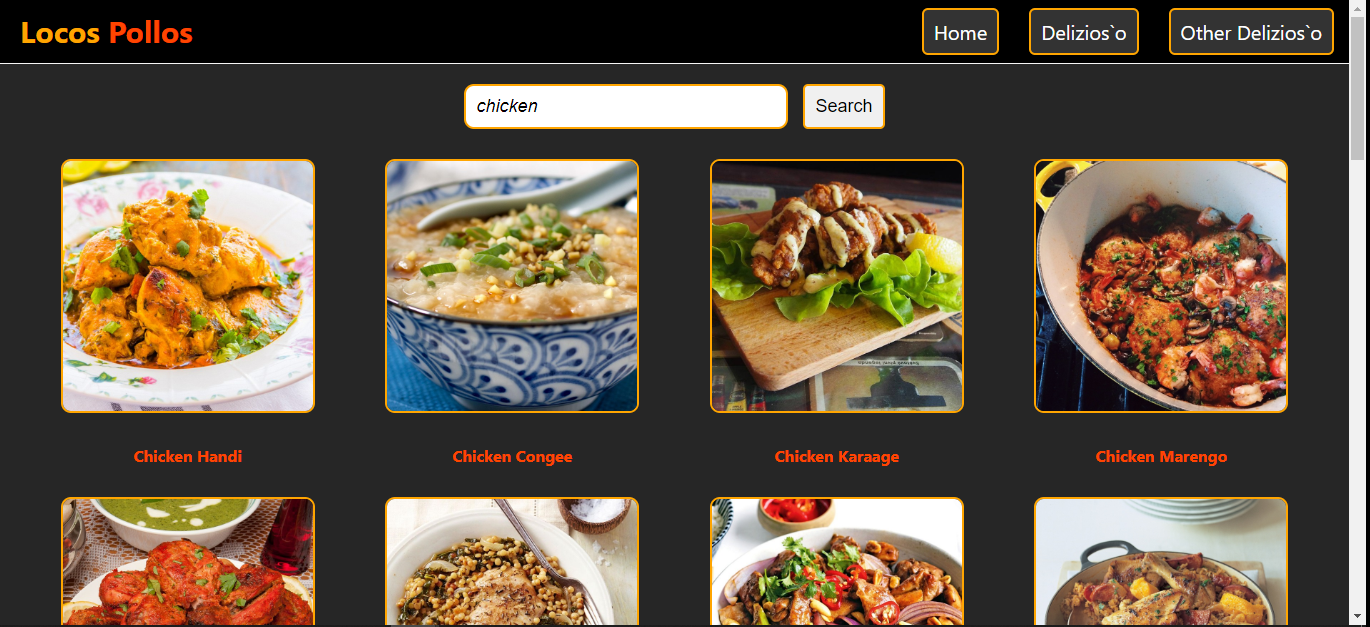 Locos Pollos
Home
Delizios`o
Other Delizios`o
chicken
Search
Chicken Handi
Chicken Congee
Chicken Karaage
Chicken Marengo